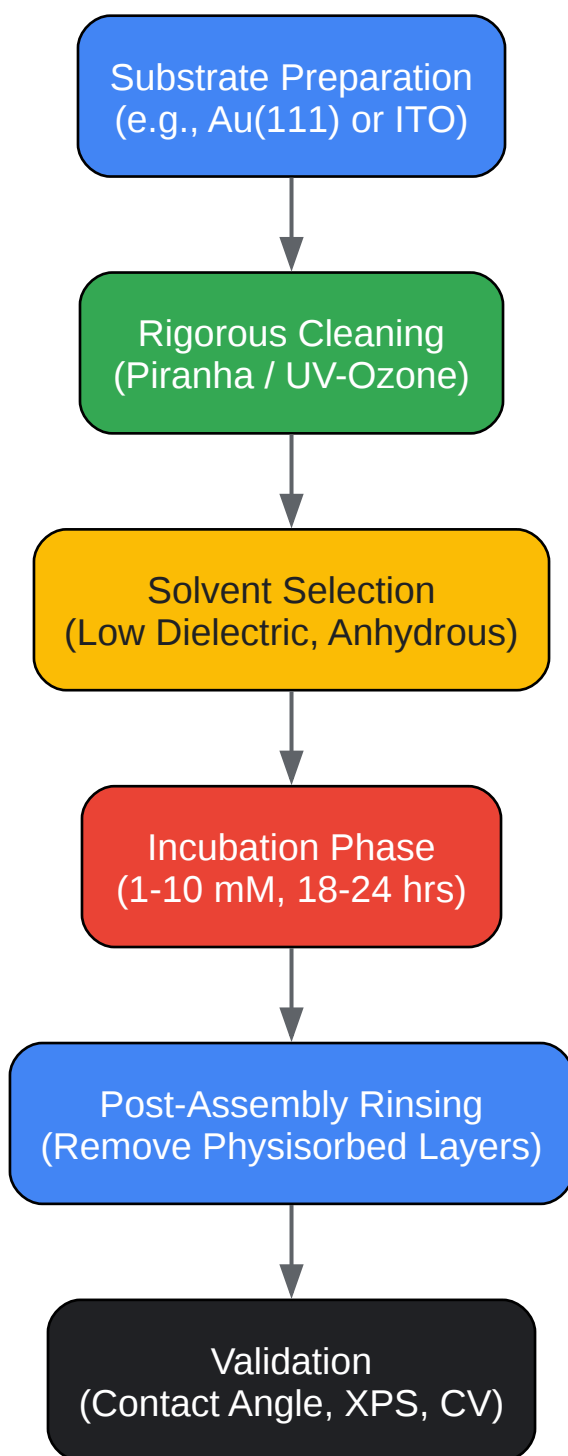 Substrate Preparation
(e.g., Au(111) or ITO)
Rigorous Cleaning
(Piranha / UV-Ozone)
Solvent Selection
(Low Dielectric, Anhydrous)
Incubation Phase
(1-10 mM, 18-24 hrs)
Post-Assembly Rinsing
(Remove Physisorbed Layers)
Validation
(Contact Angle, XPS, CV)